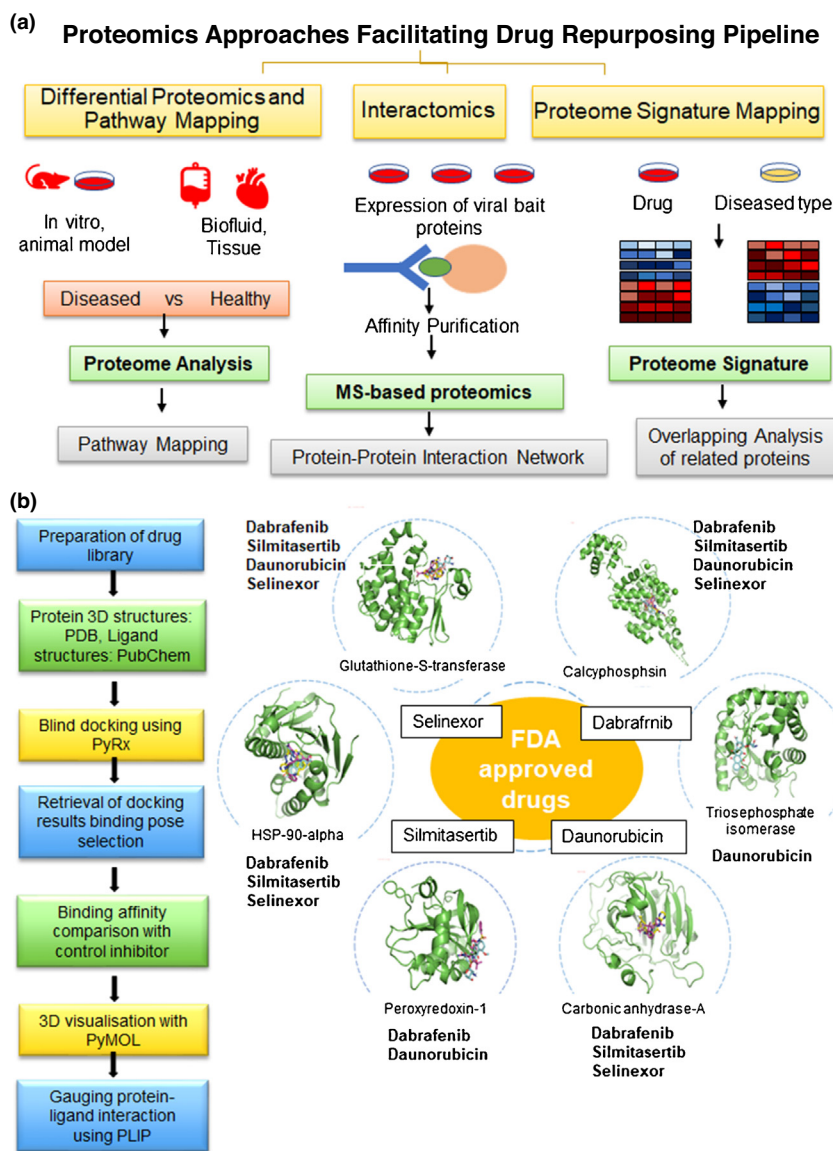 (a)
Proteomics Approaches Facilitating Drug Repurposing Pipeline
Differential Proteomics and
Pathway Mapping
Interactomics
Proteome Signature Mapping
In vitro,
animal model
Biofluid,
Tissue
Expression of viral bait
proteins
Drug
Diseased type
Diseased vs Healthy
Affinity Purification
Proteome Analysis
MS-based proteomics
Proteome Signature
Pathway Mapping
Protein-Protein Interaction Network
Overlapping Analysis
of related proteins
(b)
Preparation of drug
library
Protein 3D structures:
PDB, Ligand
structures: PubChem
Blind docking using
PyRx
Retrieval of docking
results binding pose
selection
Binding affinity
comparison with
control inhibitor
3D visualisation with
PyMOL
Gauging protein-
ligand interaction
using PLIP
Dabrafenib
Silmitasertib
Daunorubicin
Selinexor
Glutathione-S-transferase
Dabrafenib
Silmitasertib
Daunorubicin
Selinexor
Calcyphosphsin
Selinexor
Dabrafrnib
FDA
approved
drugs
Silmitasertib
Daunorubicin
HSP-90-alpha
Dabrafenib
Silmitasertib
Selinexor
Triosephosphate
isomerase
Daunorubicin
Peroxyredoxin-1
Dabrafenib
Daunorubicin
Carbonic anhydrase-A
Dabrafenib
Silmitasertib
Selinexor